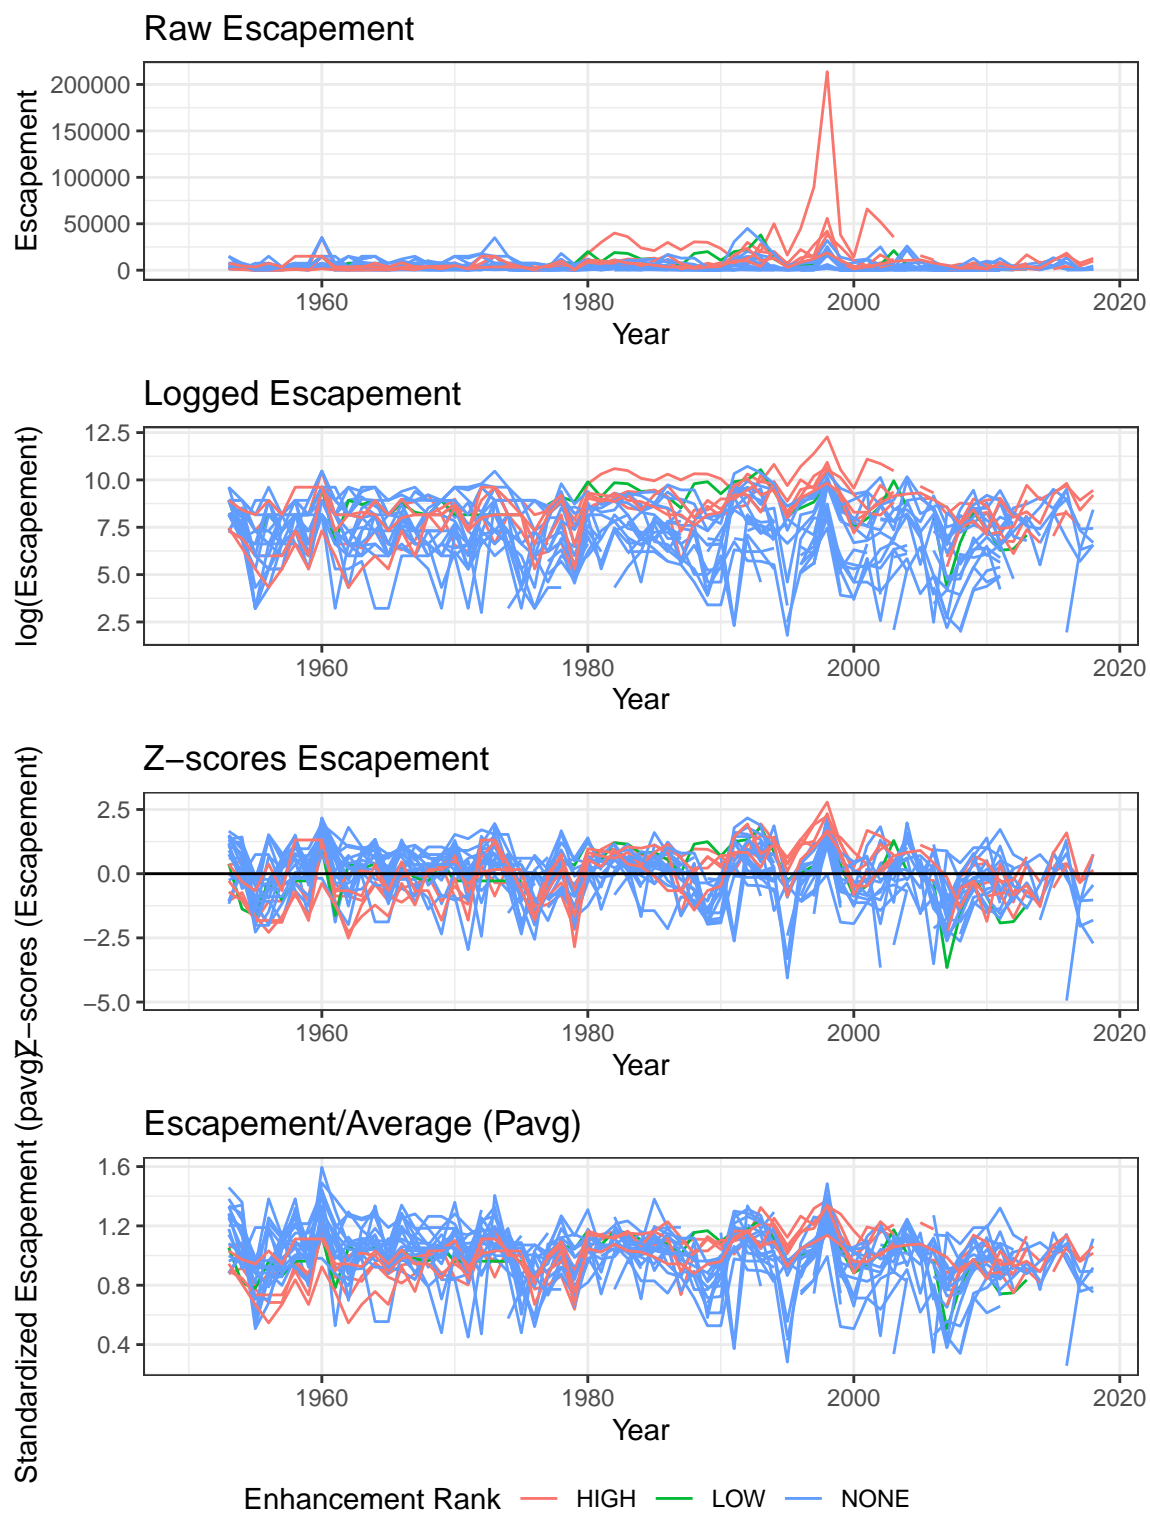 Raw Escapement
Escapement
200000
150000
100000
50000
0
1960
1980
2000
2020
Year
Logged Escapement
log(Escapement)
12.5
10.0
7.5
5.0
2.5
1960
1980
2000
2020
Year
Z−scores Escapement
Z−scores (Escapement)
2.5
0.0
−2.5
−5.0
1960
1980
2000
2020
Year
Escapement/Average (Pavg)
Standardized Escapement (pavg)
1.6
1.2
0.8
0.4
1960
1980
2000
2020
Year
Enhancement Rank HIGH LOW NONE